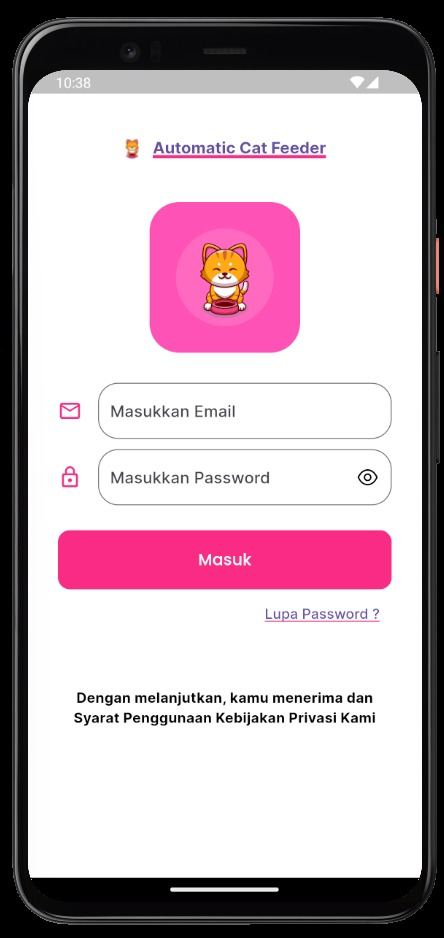 10:38
Automatic Cat Feeder
Masukkan Email
Masukkan Password
Masuk
Lupa Password ?
Dengan melanjutkan, kamu menerima dan
Syarat Penggunaan Kebijakan Privasi Kami